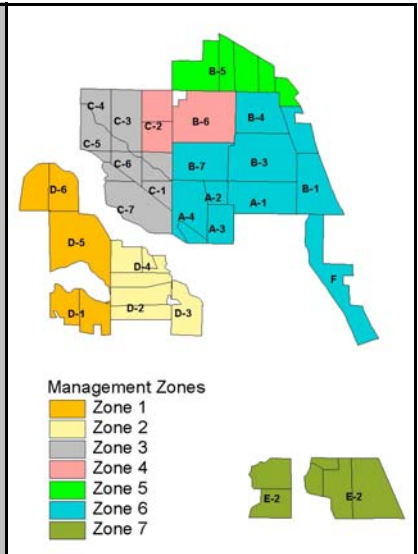 B-5
C-4
C-3
C-2
B-6
B-4
C-5
C-6
B-7
B-3
D-6
C-1
A-2
B-1
C-7
A-4
A-1
A-3
D-5
D-4
F
D-1
D-2
D-3
Management Zones
Zone 1
Zone 2
Zone 3
Zone 4
Zone 5
Zone 6
Zone 7
E-2
E-2